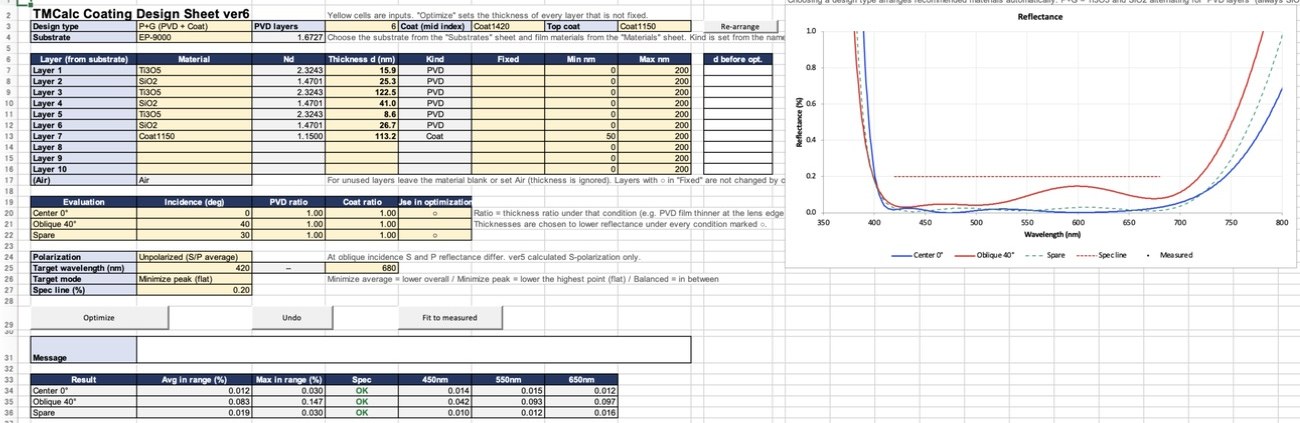 TMCalc Coating Design Sheet ver6
Yellow cells are inputs. "Optimize" sets the thickness of every layer that is not fixed.
Design type P+G (PVD + Coat) PVD layers 6 Coat (mid index) Coat1420 Top coat Coat1150 Re-arrange
Substrate EP-9000 1.6727 Choose the substrate from the "Substrates" sheet and film materials from the "Materials" sheet. Kind is set from the name
Layer (from substrate) Material Nd Thickness d (nm) Kind Fixed Min nm Max nm d before opt.
Layer 1 Ti3O5 2.3243 15.9 PVD 0 200
Layer 2 SiO2 1.4701 25.3 PVD 0 200
Layer 3 Ti3O5 2.3243 122.5 PVD 0 200
Layer 4 SiO2 1.4701 41.0 PVD 0 200
Layer 5 Ti3O5 2.3243 8.6 PVD 0 200
Layer 6 SiO2 1.4701 26.7 PVD 0 200
Layer 7 Coat1150 1.1500 113.2 Coat 50 200
Layer 8 0 200
Layer 9 0 200
Layer 10 0 200
(Air) Air For unused layers leave the material blank or set Air (thickness is ignored). Layers with ○ in "Fixed" are not changed by
Evaluation Incidence (deg) PVD ratio Coat ratio Use in optimization
Center 0° 0 1.00 1.00 ○ Ratio = thickness ratio under that condition (e.g. PVD film thinner at the lens edge
Oblique 40° 40 1.00 1.00 Thicknesses are chosen to lower reflectance under every condition marked ○.
Spare 30 1.00 1.00 ○
Polarization Unpolarized (S/P average) At oblique incidence S and P reflectance differ. ver5 calculated S-polarization only.
Target wavelength (nm) 420 – 680
Target mode Minimize peak (flat) Minimize average = lower overall / Minimize peak = lower the highest point (flat) / Balanced = in between
Spec line (%) 0.20
Optimize Undo Fit to measured
Message
Result Avg in range (%) Max in range (%) Spec 450nm 550nm 650nm
Center 0° 0.012 0.030 OK 0.014 0.015 0.012
Oblique 40° 0.083 0.147 OK 0.042 0.093 0.097
Spare 0.019 0.030 OK 0.010 0.012 0.016
Reflectance
Reflectance (%)
1.0
0.8
0.6
0.4
0.2
0.0
350 400 450 500 550 600 650 700 750 800
Wavelength (nm)
Center 0° Oblique 40° Spare Spec line Measured